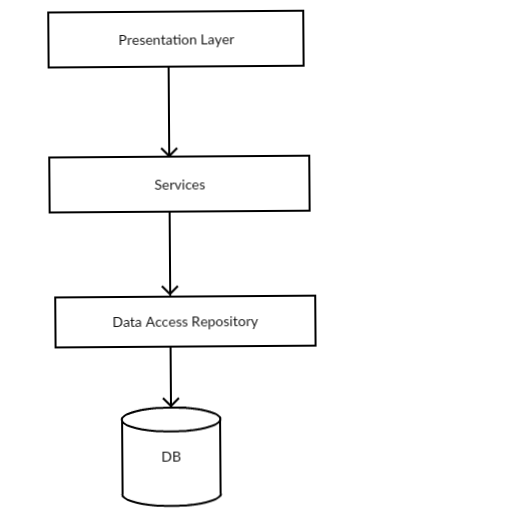 Presentation Layer
Services
Data Access Repository
DB